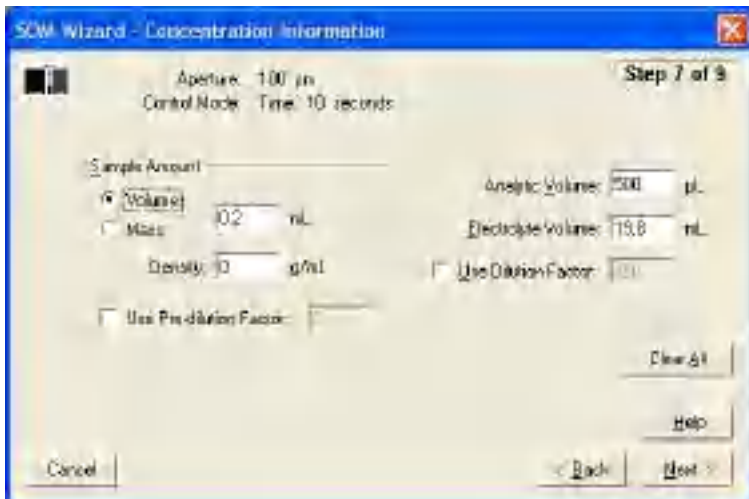 SOM Wizard - Concentration Information
Step 7 of 9
Aperture: 100 µm
Control Mode: Time, 10 seconds
Sample Amount
Volume
Mass
0.2 mL
Density: 0 g/mL
Use Pre-dilution Factor:
Analytic Volume: 500 µL
Electrolyte Volume: 19.8 mL
Use Dilution Factor:
Clear All
Help
Cancel
< Back
Next >